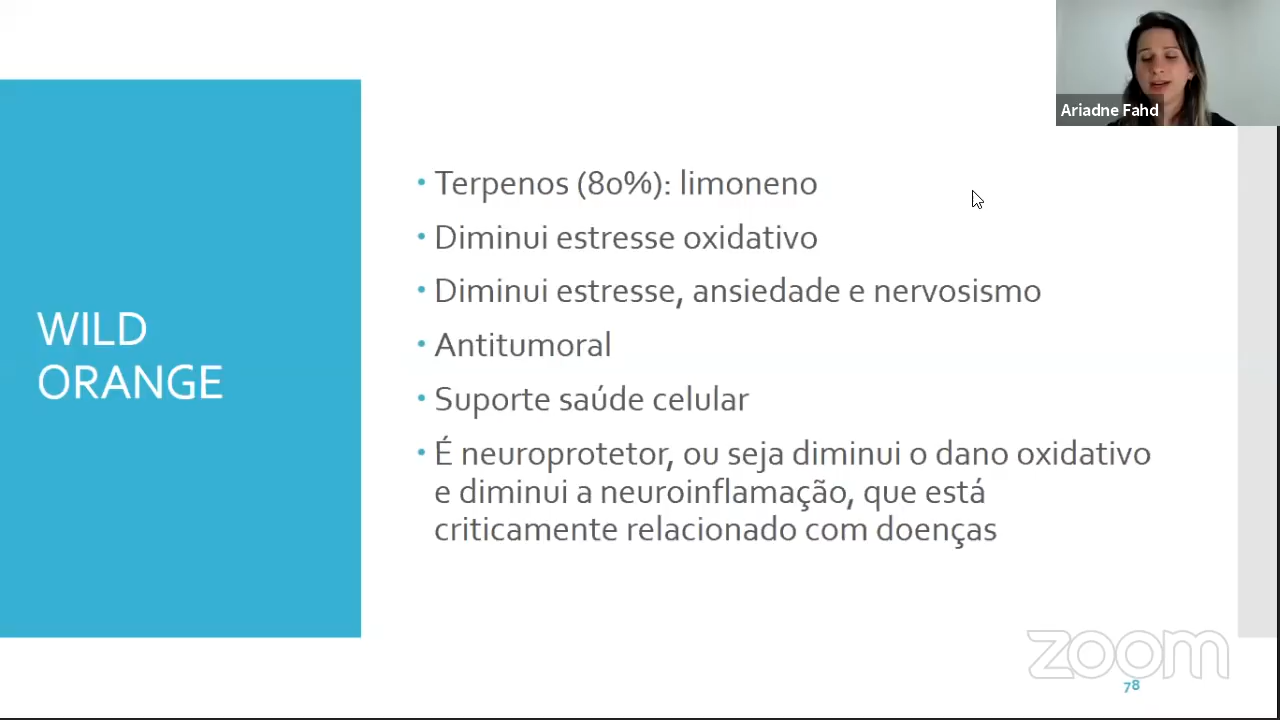 Ariadne Fahd
WILD
ORANGE
• Terpenos (80%): limoneno
• Diminui estresse oxidativo
• Diminui estresse, ansiedade e nervosismo
• Antitumoral
• Suporte saúde celular
• É neuroprotetor, ou seja diminui o dano oxidativo
e diminui a neuroinflamação, que está
criticamente relacionado com doenças
zoom
78